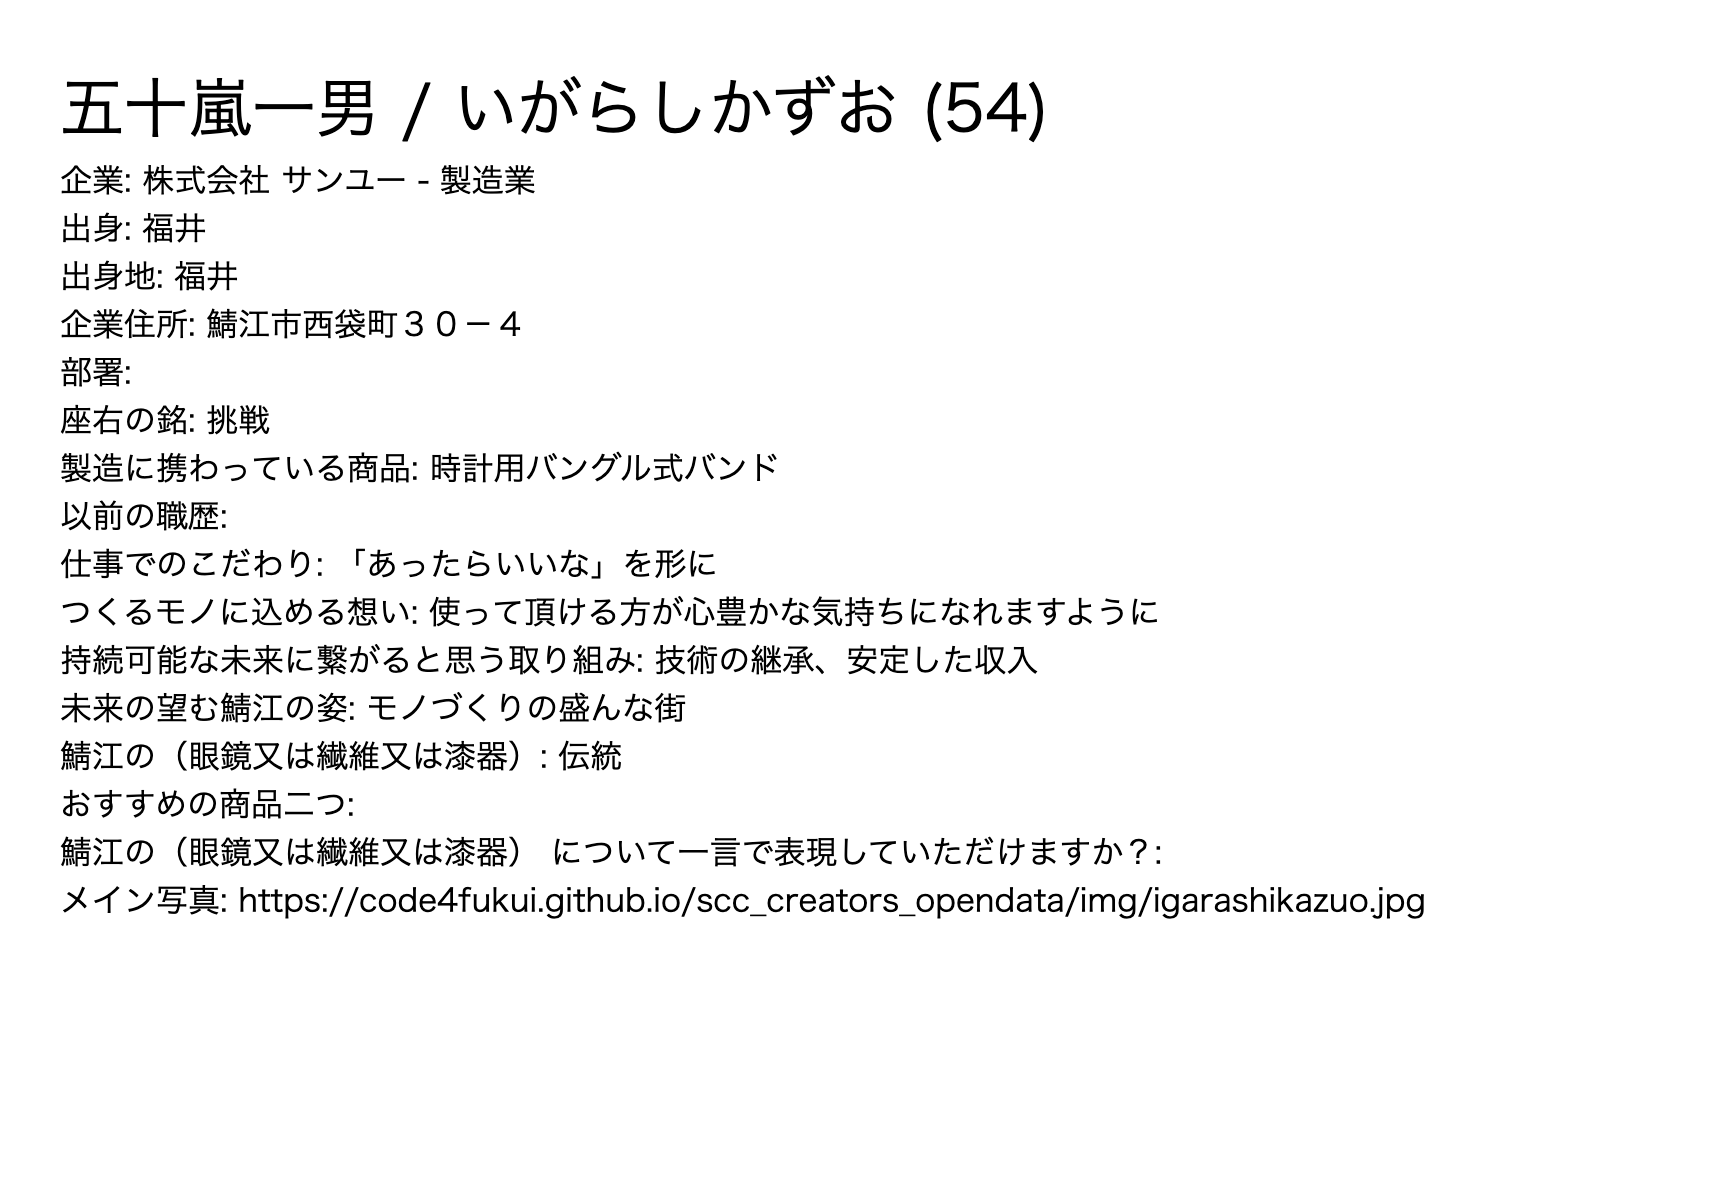 五十嵐一男 / いがらしかずお (54)
企業: 株式会社 サンユー - 製造業
出身: 福井
出身地: 福井
企業住所: 鯖江市西袋町３０－４
部署:
座右の銘: 挑戦
製造に携わっている商品: 時計用バングル式バンド
以前の職歴:
仕事でのこだわり: 「あったらいいな」を形に
つくるモノに込める想い: 使って頂ける方が心豊かな気持ちになれますように
持続可能な未来に繋がると思う取り組み: 技術の継承、安定した収入
未来の望む鯖江の姿: モノづくりの盛んな街
鯖江の（眼鏡又は繊維又は漆器）: 伝統
おすすめの商品二つ:
鯖江の（眼鏡又は繊維又は漆器） について一言で表現していただけますか？:
メイン写真: https://code4fukui.github.io/scc_creators_opendata/img/igarashikazuo.jpg